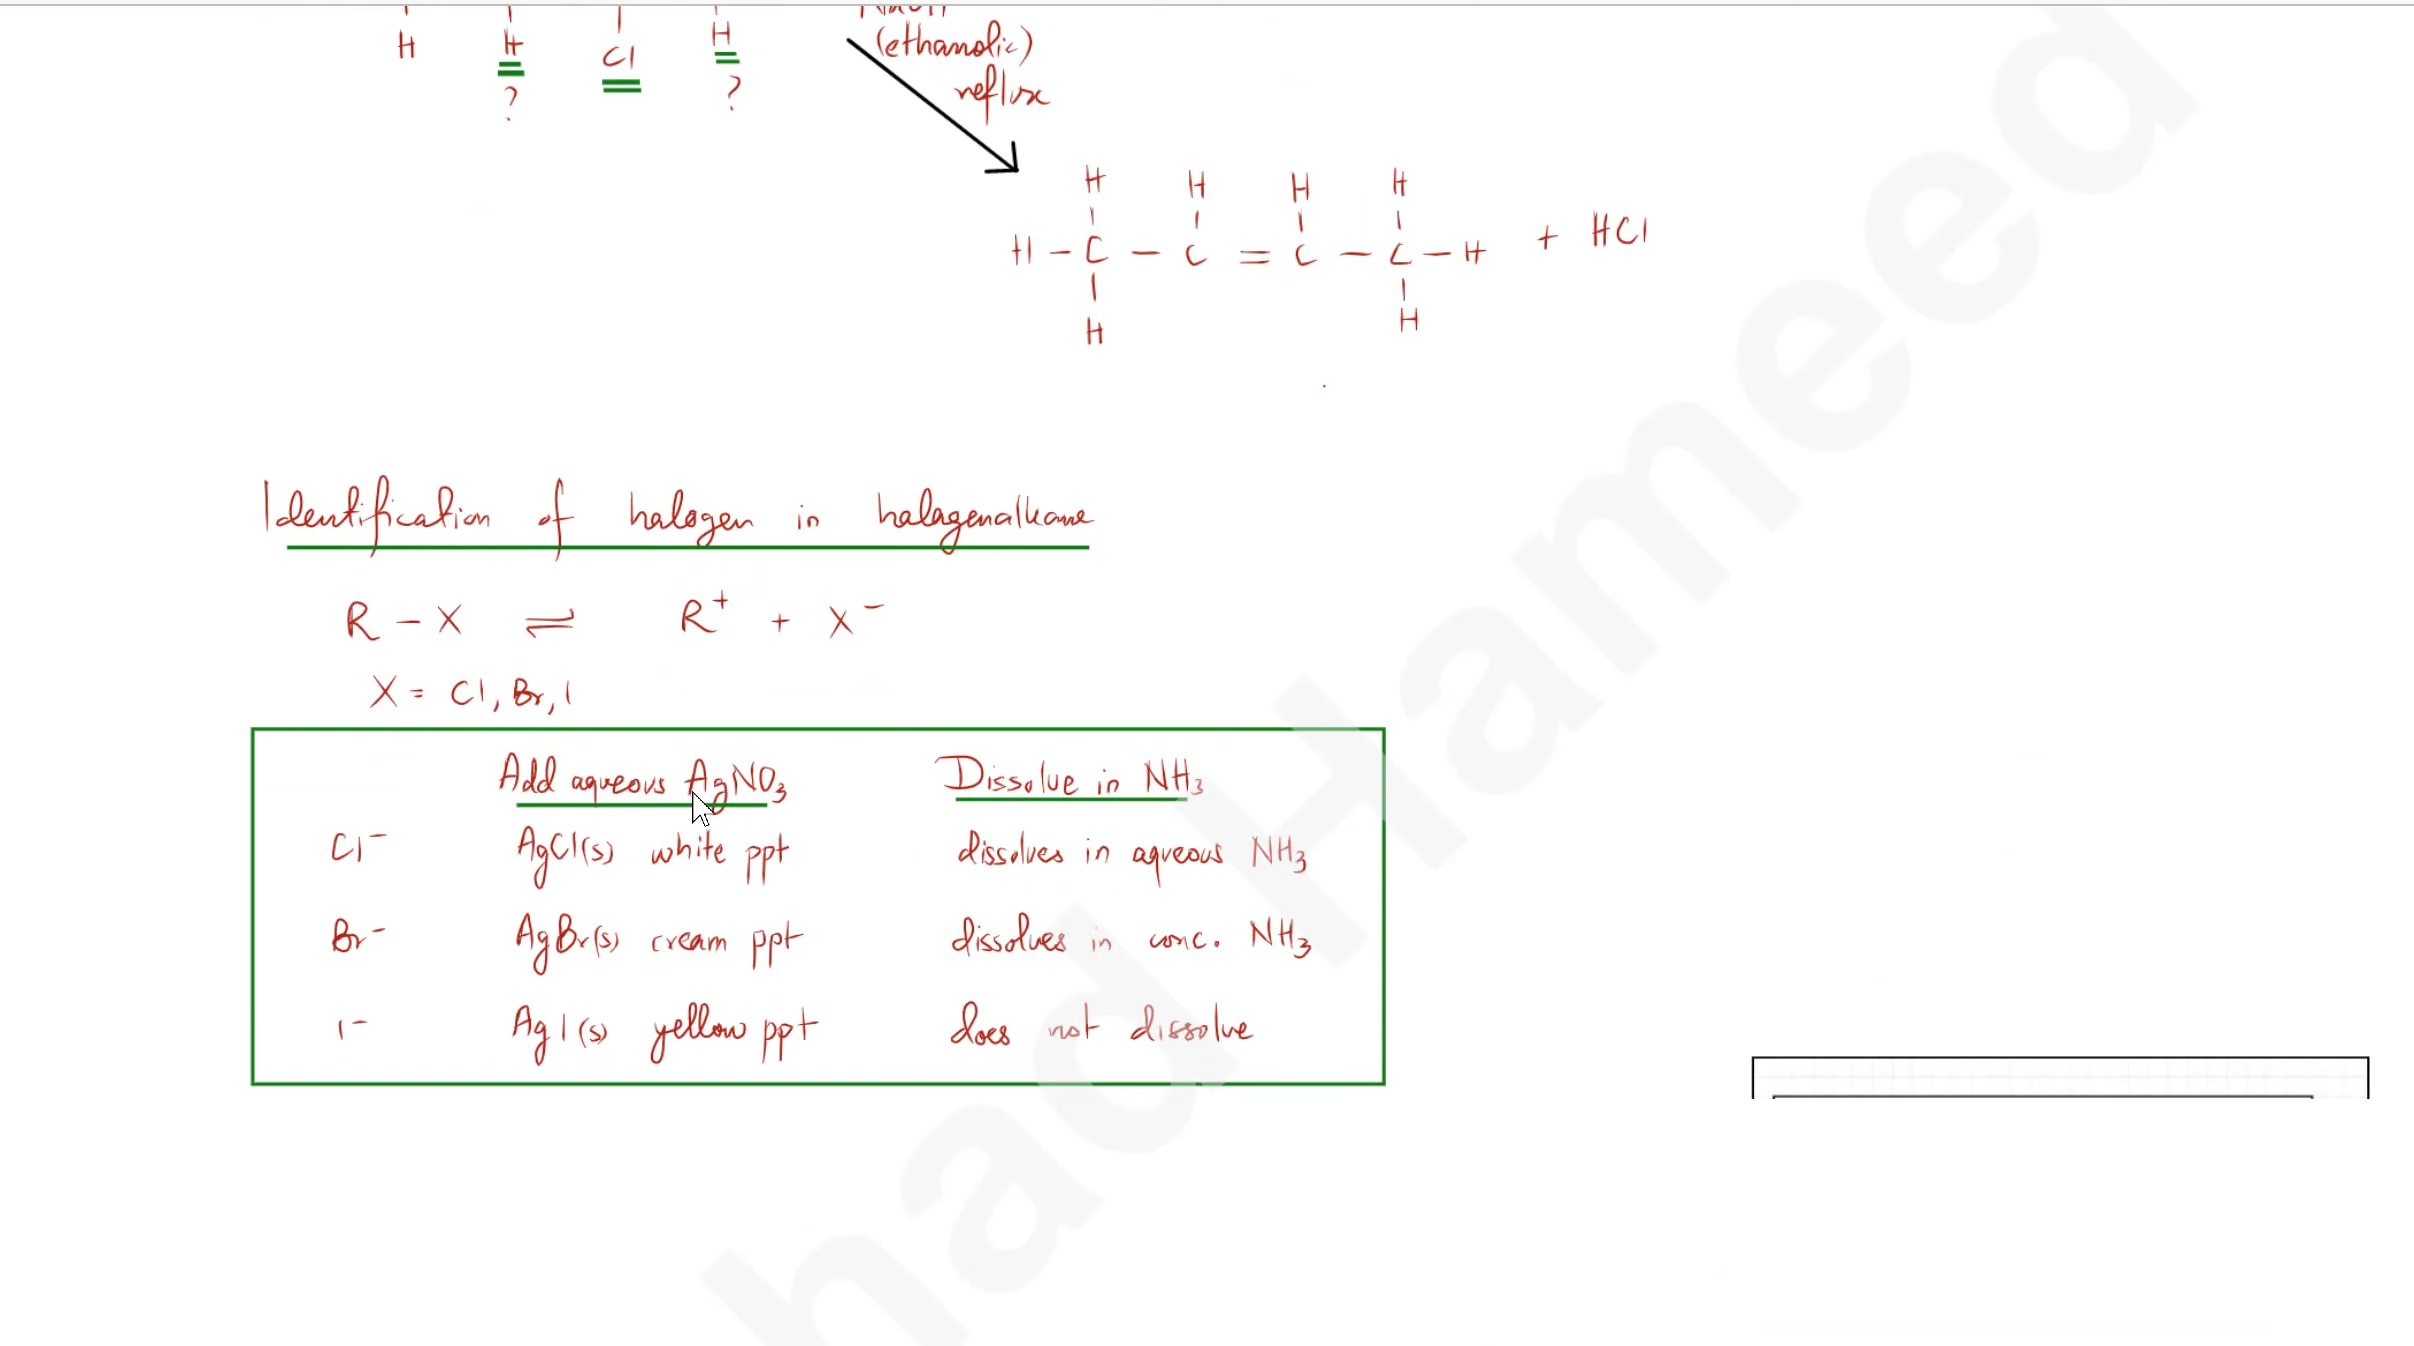 H H Cl H
(ethanolic)
? ? reflux
H H H H
H - C - C = C - C - H + HCl
H H
Identification of halogen in halogenalkane
R - X ⇌ R⁺ + X⁻
X = Cl, Br, I
Add aqueous AgNO₃ Dissolve in NH₃
Cl⁻ AgCl(s) white ppt dissolves in aqueous NH₃
Br⁻ AgBr(s) cream ppt dissolves in conc. NH₃
I⁻ AgI(s) yellow ppt does not dissolve
had Hameed